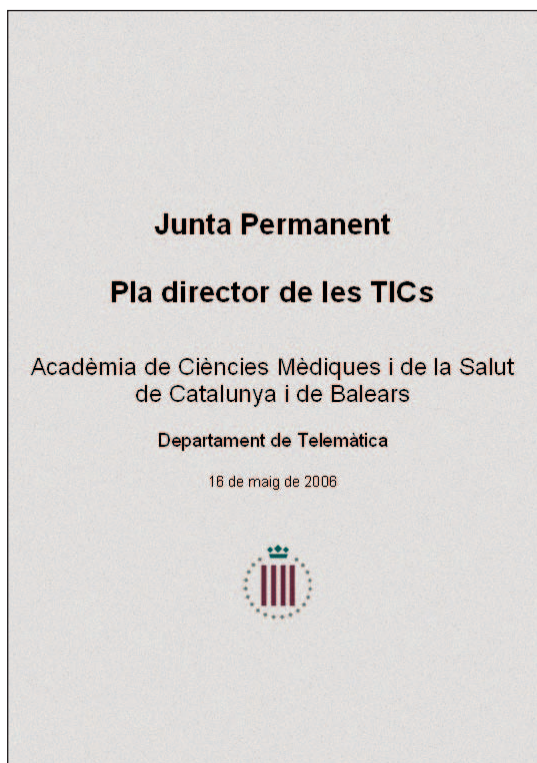 Junta Permanent
Pla director de les TICs
Acadèmia de Ciències Mèdiques i de la Salut
de Catalunya i de Balears
Departament de Telemàtica
16 de maig de 2006